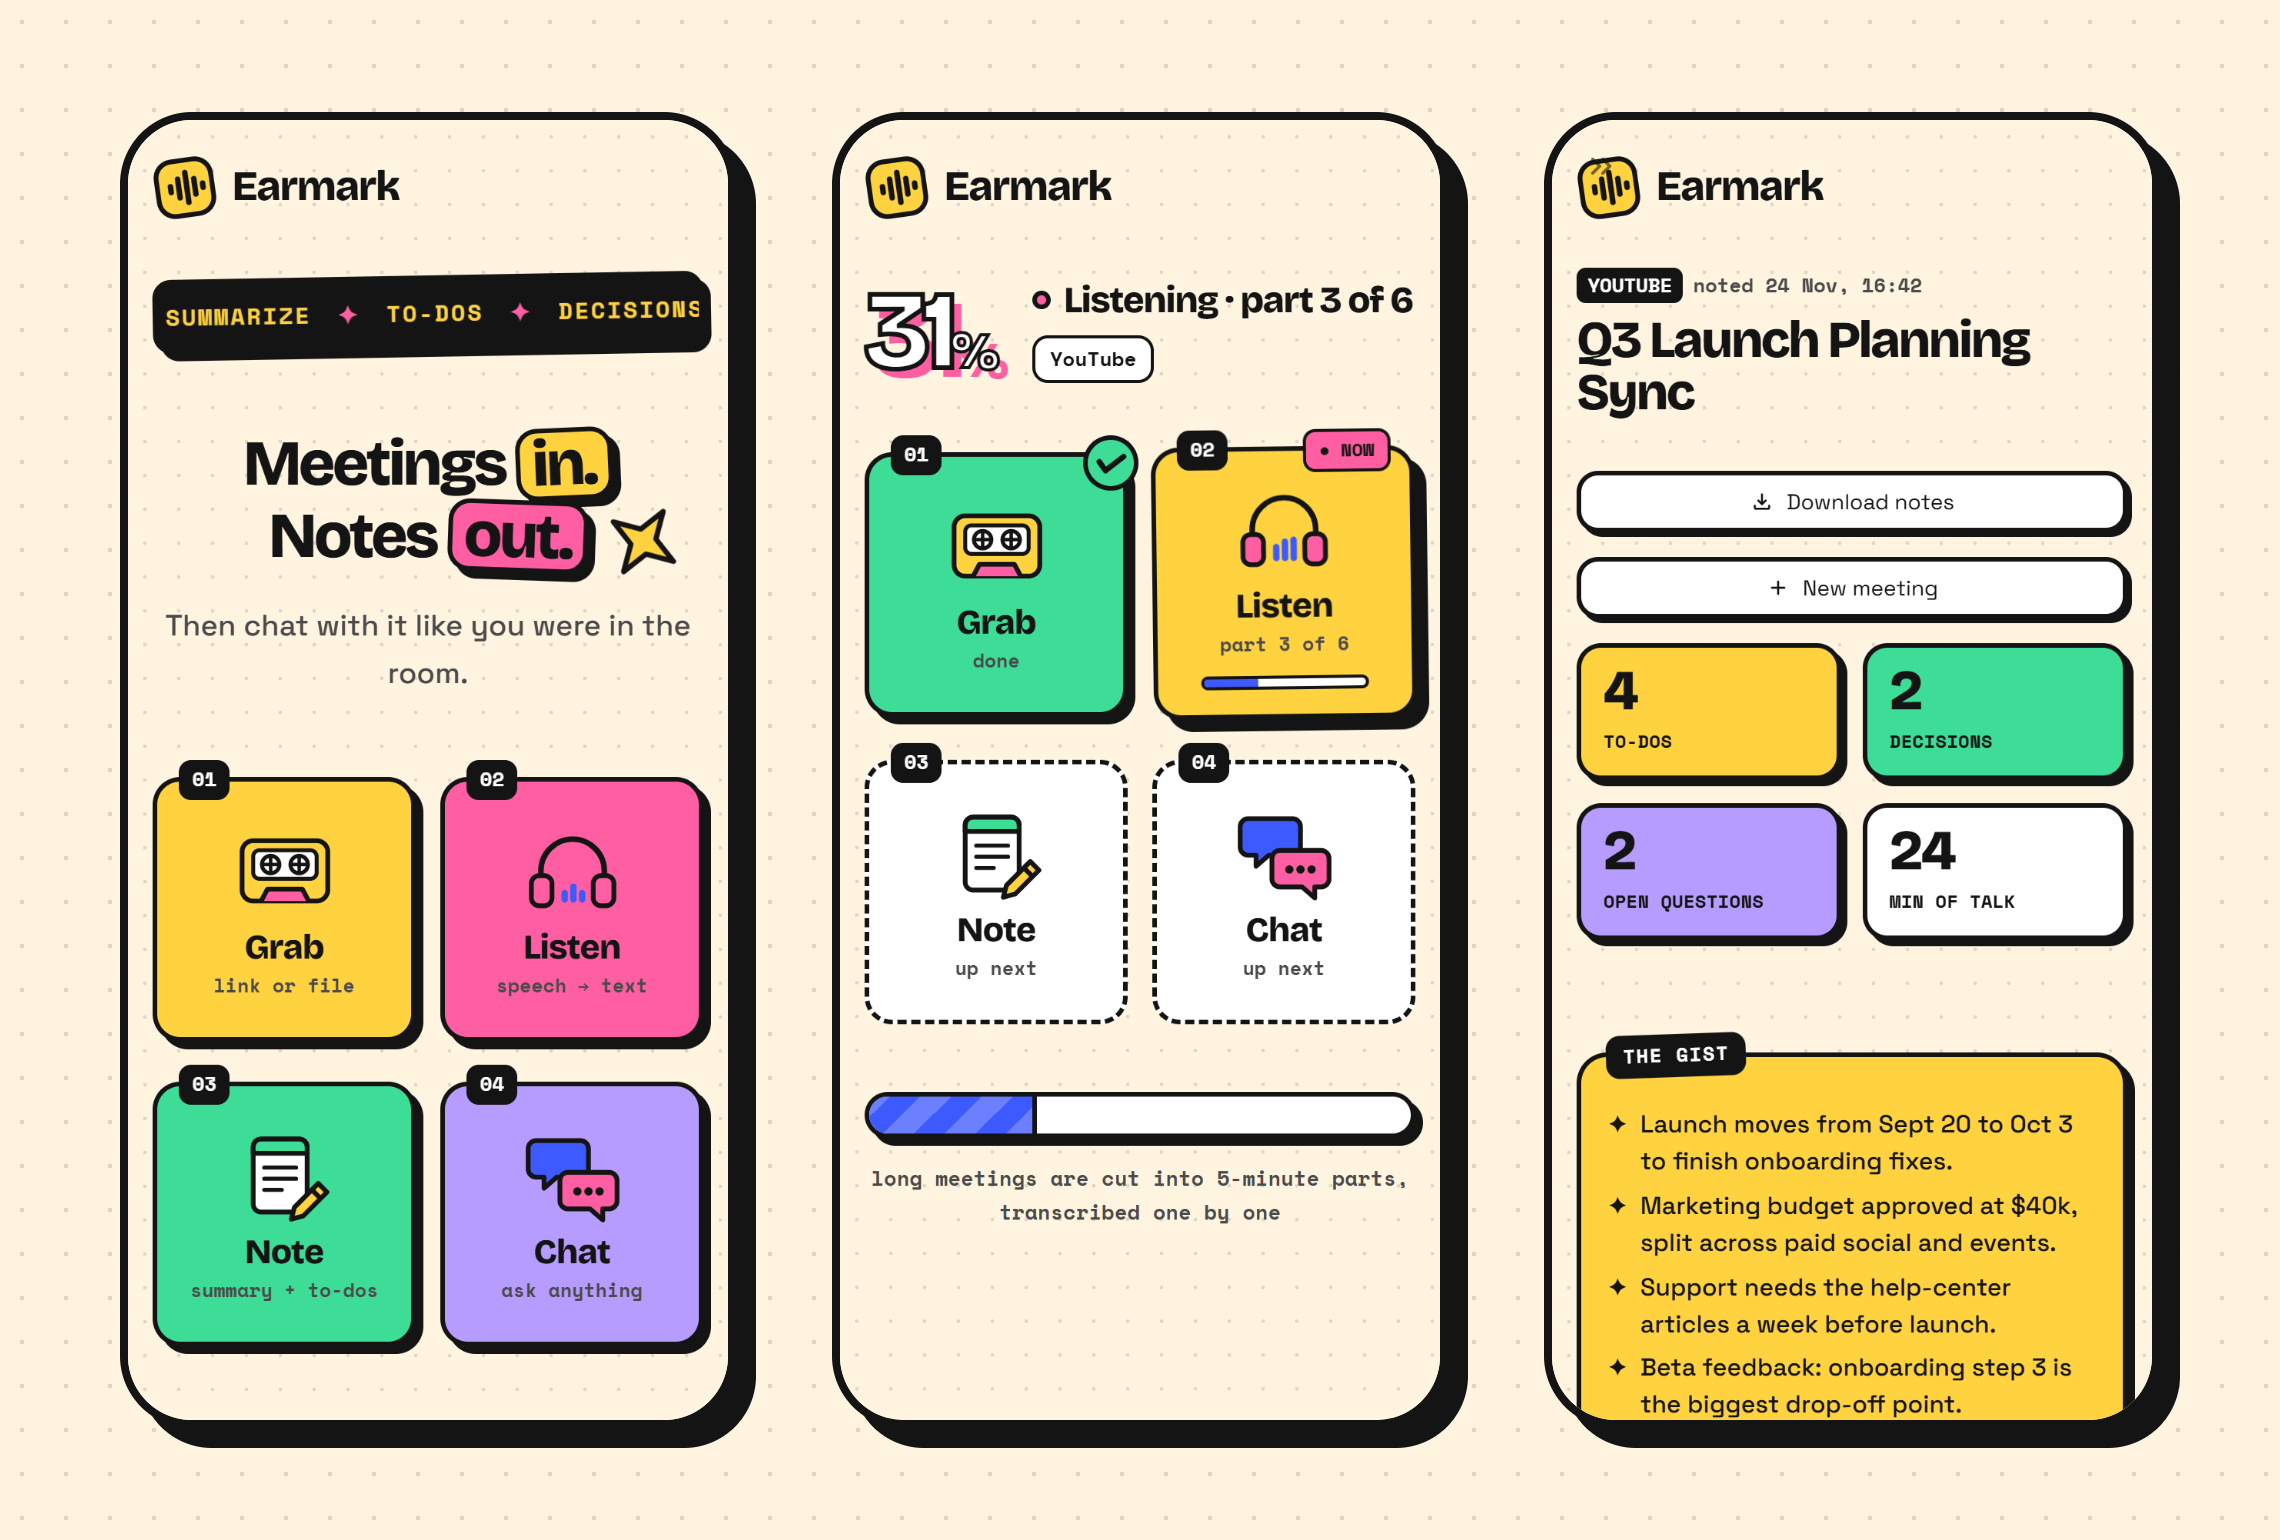 Earmark
SUMMARIZE ✦ TO-DOS ✦ DECISIONS
Meetings in.
Notes out.
Then chat with it like you were in the
room.
01
Grab
link or file
02
Listen
speech → text
03
Note
summary + to-dos
04
Chat
ask anything
Earmark
31%
Listening · part 3 of 6
YouTube
01
Grab
done
02
• NOW
Listen
part 3 of 6
03
Note
up next
04
Chat
up next
long meetings are cut into 5-minute parts,
transcribed one by one
Earmark
YOUTUBE noted 24 Nov, 16:42
Q3 Launch Planning
Sync
Download notes
+ New meeting
4
TO-DOS
2
DECISIONS
2
OPEN QUESTIONS
24
MIN OF TALK
THE GIST
✦ Launch moves from Sept 20 to Oct 3
to finish onboarding fixes.
✦ Marketing budget approved at $40k,
split across paid social and events.
✦ Support needs the help-center
articles a week before launch.
✦ Beta feedback: onboarding step 3 is
the biggest drop-off point.